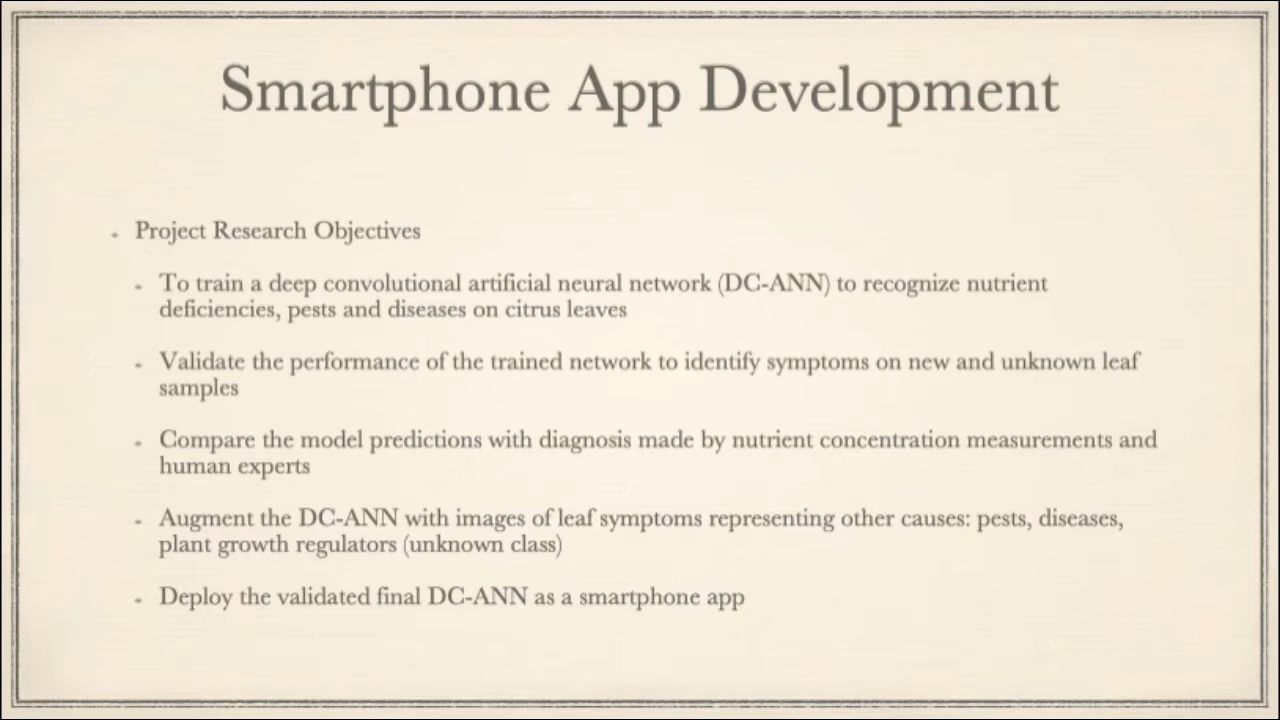 Smartphone App Development
Project Research Objectives
To train a deep convolutional artificial neural network (DC-ANN) to recognize nutrient
deficiencies, pests and diseases on citrus leaves
Validate the performance of the trained network to identify symptoms on new and unknown leaf
samples
Compare the model predictions with diagnosis made by nutrient concentration measurements and
human experts
Augment the DC-ANN with images of leaf symptoms representing other causes: pests, diseases,
plant growth regulators (unknown class)
Deploy the validated final DC-ANN as a smartphone app